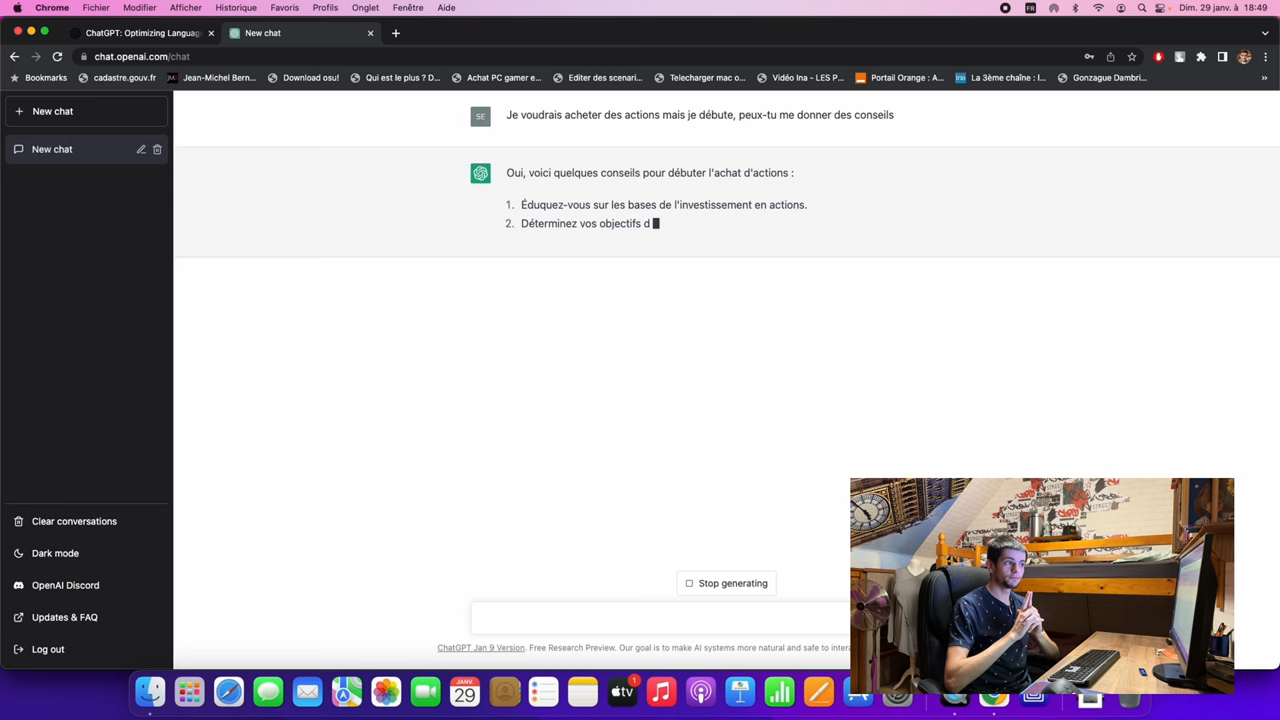 Chrome Fichier Modifier Afficher Historique Favoris Profils Onglet Fenêtre Aide FR Dim. 29 janv. à 18:49
ChatGPT: Optimizing Languag New chat
chat.openai.com/chat
Bookmarks cadastre.gouv.fr Jean-Michel Bern... Download osu! Qui est le plus ? D... Achat PC gamer e... Editer des scenari... Telecharger mac o... Vidéo Ina - LES P... Portail Orange : A... La 3ème chaîne : l... Gonzague Dambri...
New chat
New chat
SE Je voudrais acheter des actions mais je débute, peux-tu me donner des conseils
Oui, voici quelques conseils pour débuter l'achat d'actions :
1. Éduquez-vous sur les bases de l'investissement en actions.
2. Déterminez vos objectifs d
Stop generating
ChatGPT Jan 9 Version. Free Research Preview. Our goal is to make AI systems more natural and safe to intera
Clear conversations
Dark mode
OpenAI Discord
Updates & FAQ
Log out
JANV.
29
tv
1